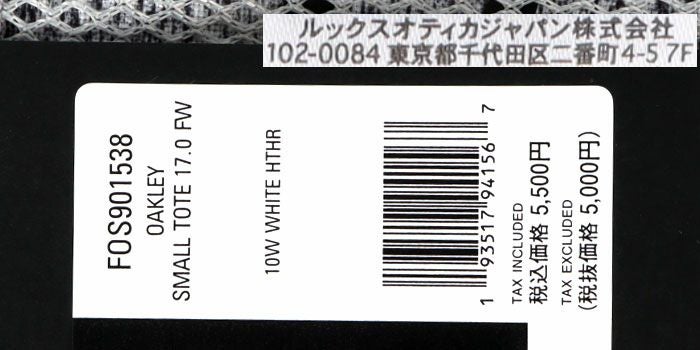 ルックスオティカジャパン株式会社
102-0084 東京都千代田区二番町4-5 7F
FOS901538
OAKLEY
SMALL TOTE 17.0 FW
10W WHITE HTHR
1 93517 94156 7
TAX INCLUDED
税込価格 5,500円
TAX EXCLUDED
(税抜価格 5,000円)